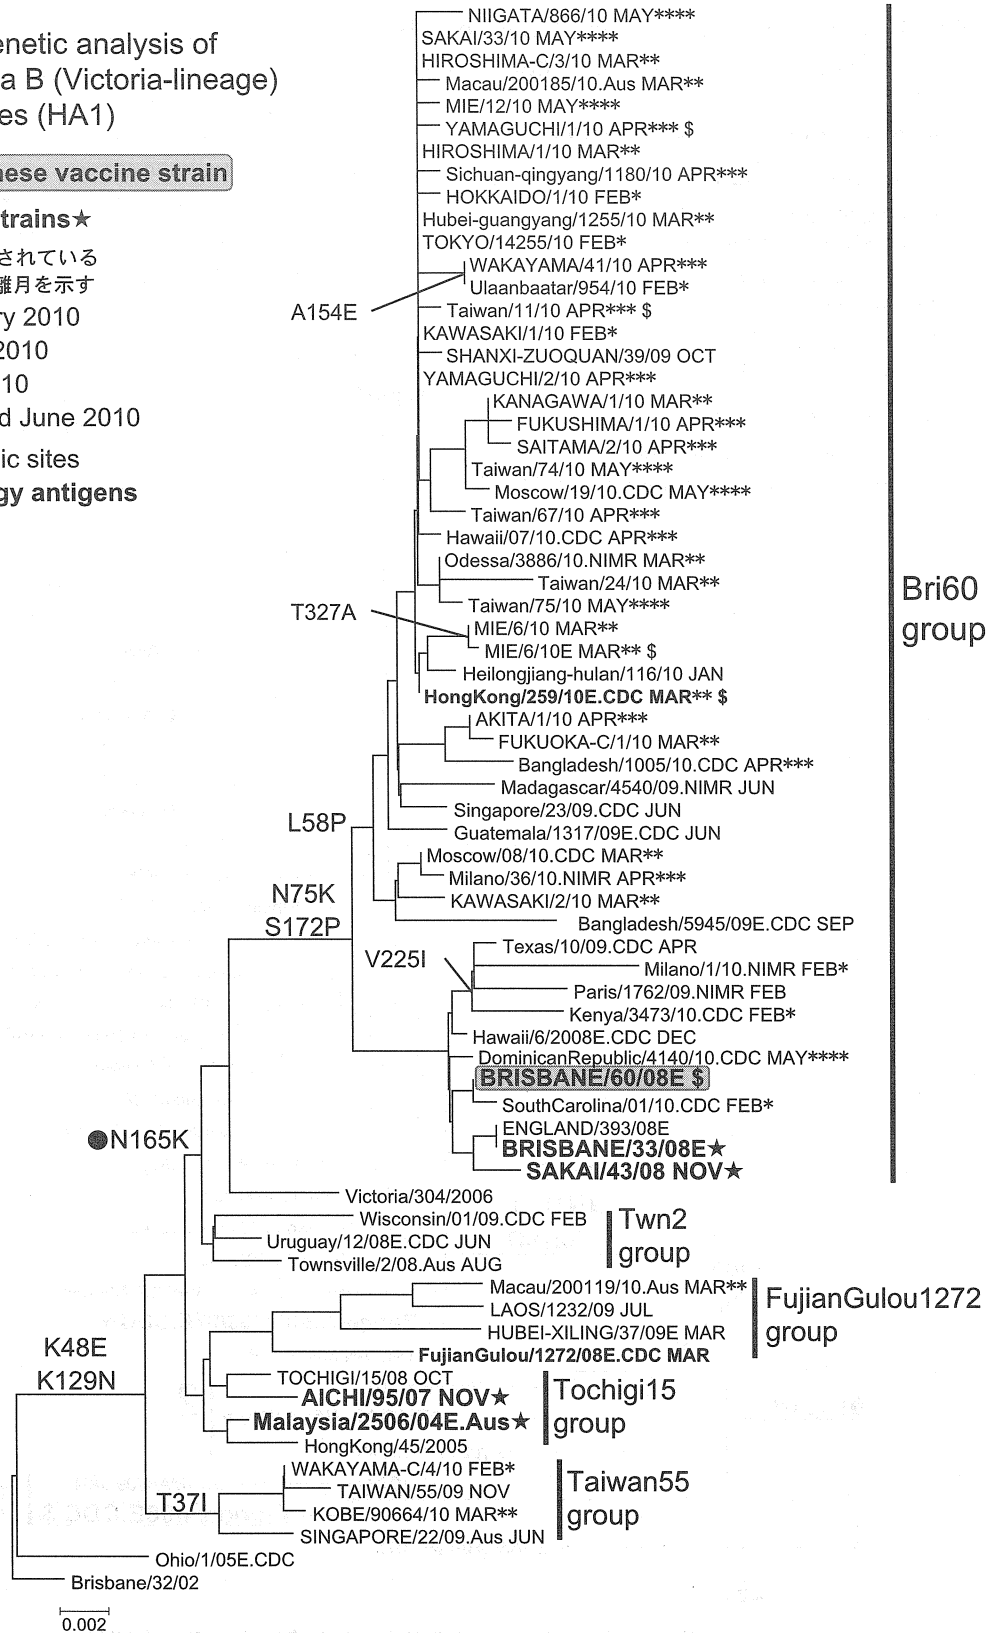 enetic analysis of
a B (Victoria-lineage)
es (HA1)
nese vaccine strain
trains★
されている
離月を示す
ry 2010
2010
10
d June 2010
ic sites
gy antigens
NIIGATA/866/10 MAY****
SAKAI/33/10 MAY****
HIROSHIMA-C/3/10 MAR**
Macau/200185/10.Aus MAR**
MIE/12/10 MAY****
YAMAGUCHI/1/10 APR*** $
HIROSHIMA/1/10 MAR**
Sichuan-qingyang/1180/10 APR***
HOKKAIDO/1/10 FEB*
Hubei-guangyang/1255/10 MAR**
TOKYO/14255/10 FEB*
WAKAYAMA/41/10 APR***
Ulaanbaatar/954/10 FEB*
A154E
Taiwan/11/10 APR*** $
KAWASAKI/1/10 FEB*
SHANXI-ZUOQUAN/39/09 OCT
YAMAGUCHI/2/10 APR***
KANAGAWA/1/10 MAR**
FUKUSHIMA/1/10 APR***
SAITAMA/2/10 APR***
Taiwan/74/10 MAY****
Moscow/19/10.CDC MAY****
Taiwan/67/10 APR***
Hawaii/07/10.CDC APR***
Odessa/3886/10.NIMR MAR**
Taiwan/24/10 MAR**
Taiwan/75/10 MAY****
T327A
MIE/6/10 MAR**
MIE/6/10E MAR** $
Heilongjiang-hulan/116/10 JAN
HongKong/259/10E.CDC MAR** $
AKITA/1/10 APR***
FUKUOKA-C/1/10 MAR**
Bangladesh/1005/10.CDC APR***
Madagascar/4540/09.NIMR JUN
Singapore/23/09.CDC JUN
L58P
Guatemala/1317/09E.CDC JUN
Moscow/08/10.CDC MAR**
Milano/36/10.NIMR APR***
N75K
KAWASAKI/2/10 MAR**
S172P
Bangladesh/5945/09E.CDC SEP
Texas/10/09.CDC APR
V225I
Milano/1/10.NIMR FEB*
Paris/1762/09.NIMR FEB
Kenya/3473/10.CDC FEB*
Hawaii/6/2008E.CDC DEC
DominicanRepublic/4140/10.CDC MAY****
BRISBANE/60/08E $
SouthCarolina/01/10.CDC FEB*
ENGLAND/393/08E
BRISBANE/33/08E★
SAKAI/43/08 NOV★
Bri60
group
●N165K
Victoria/304/2006
Wisconsin/01/09.CDC FEB
Uruguay/12/08E.CDC JUN
Townsville/2/08.Aus AUG
Twn2
group
Macau/200119/10.Aus MAR**
LAOS/1232/09 JUL
HUBEI-XILING/37/09E MAR
FujianGulou/1272/08E.CDC MAR
FujianGulou1272
group
K48E
K129N
TOCHIGI/15/08 OCT
AICHI/95/07 NOV★
Malaysia/2506/04E.Aus★
HongKong/45/2005
Tochigi15
group
WAKAYAMA-C/4/10 FEB*
TAIWAN/55/09 NOV
T37I
KOBE/90664/10 MAR**
SINGAPORE/22/09.Aus JUN
Taiwan55
group
Ohio/1/05E.CDC
Brisbane/32/02
0.002